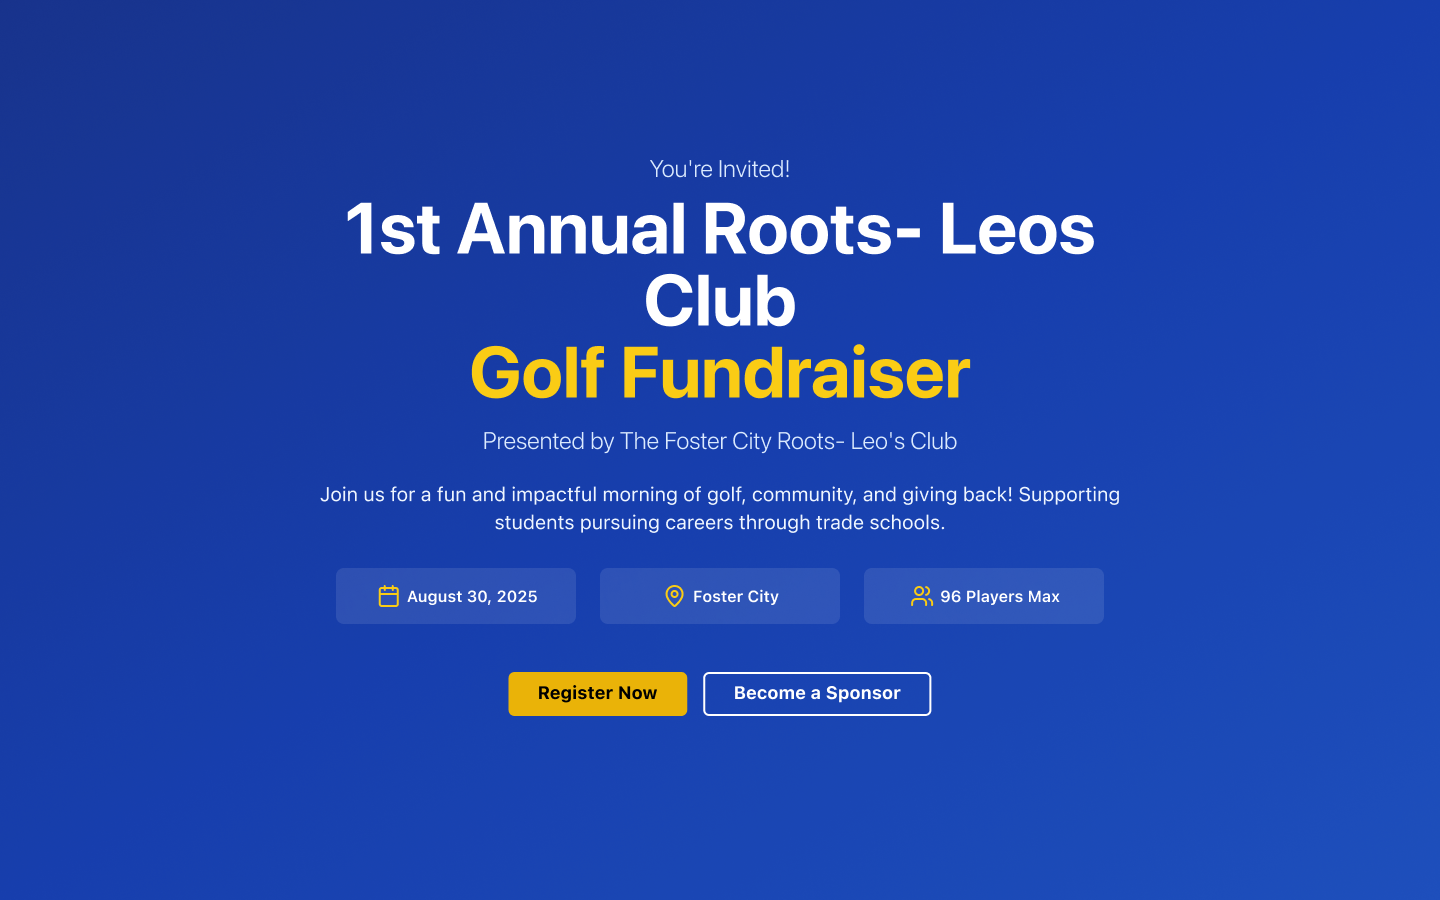 You're Invited!
1st Annual Roots- Leos
Club
Golf Fundraiser
Presented by The Foster City Roots- Leo's Club
Join us for a fun and impactful morning of golf, community, and giving back! Supporting
students pursuing careers through trade schools.
August 30, 2025
Foster City
96 Players Max
Register Now
Become a Sponsor